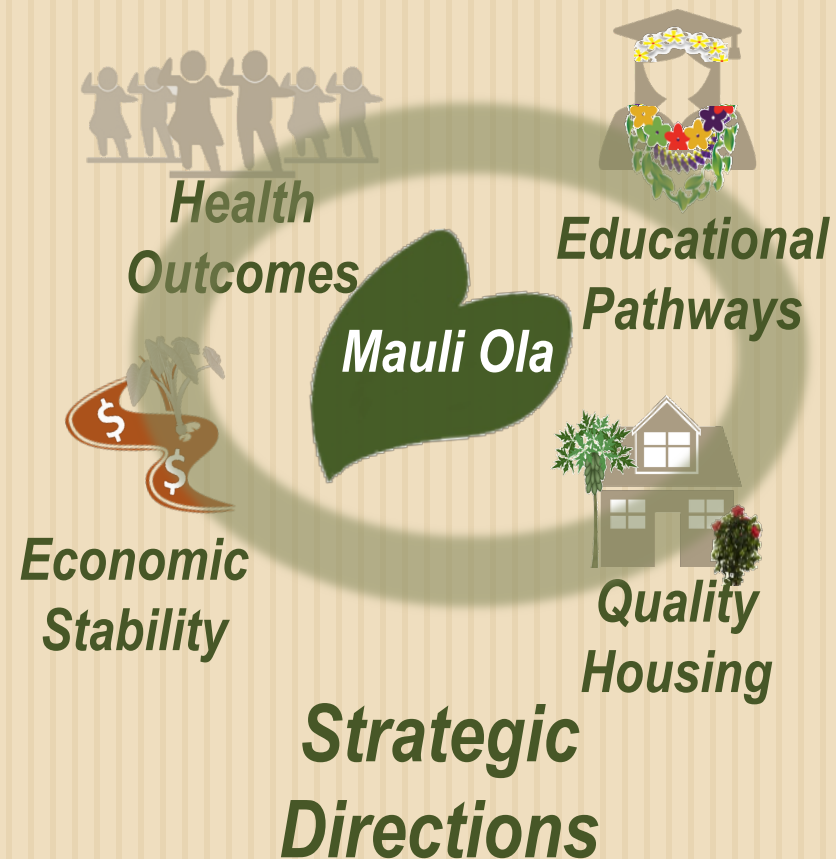 Health
Outcomes
Educational
Pathways
Mauli Ola
$
$
Economic
Stability
Quality
Housing
Strategic
Directions